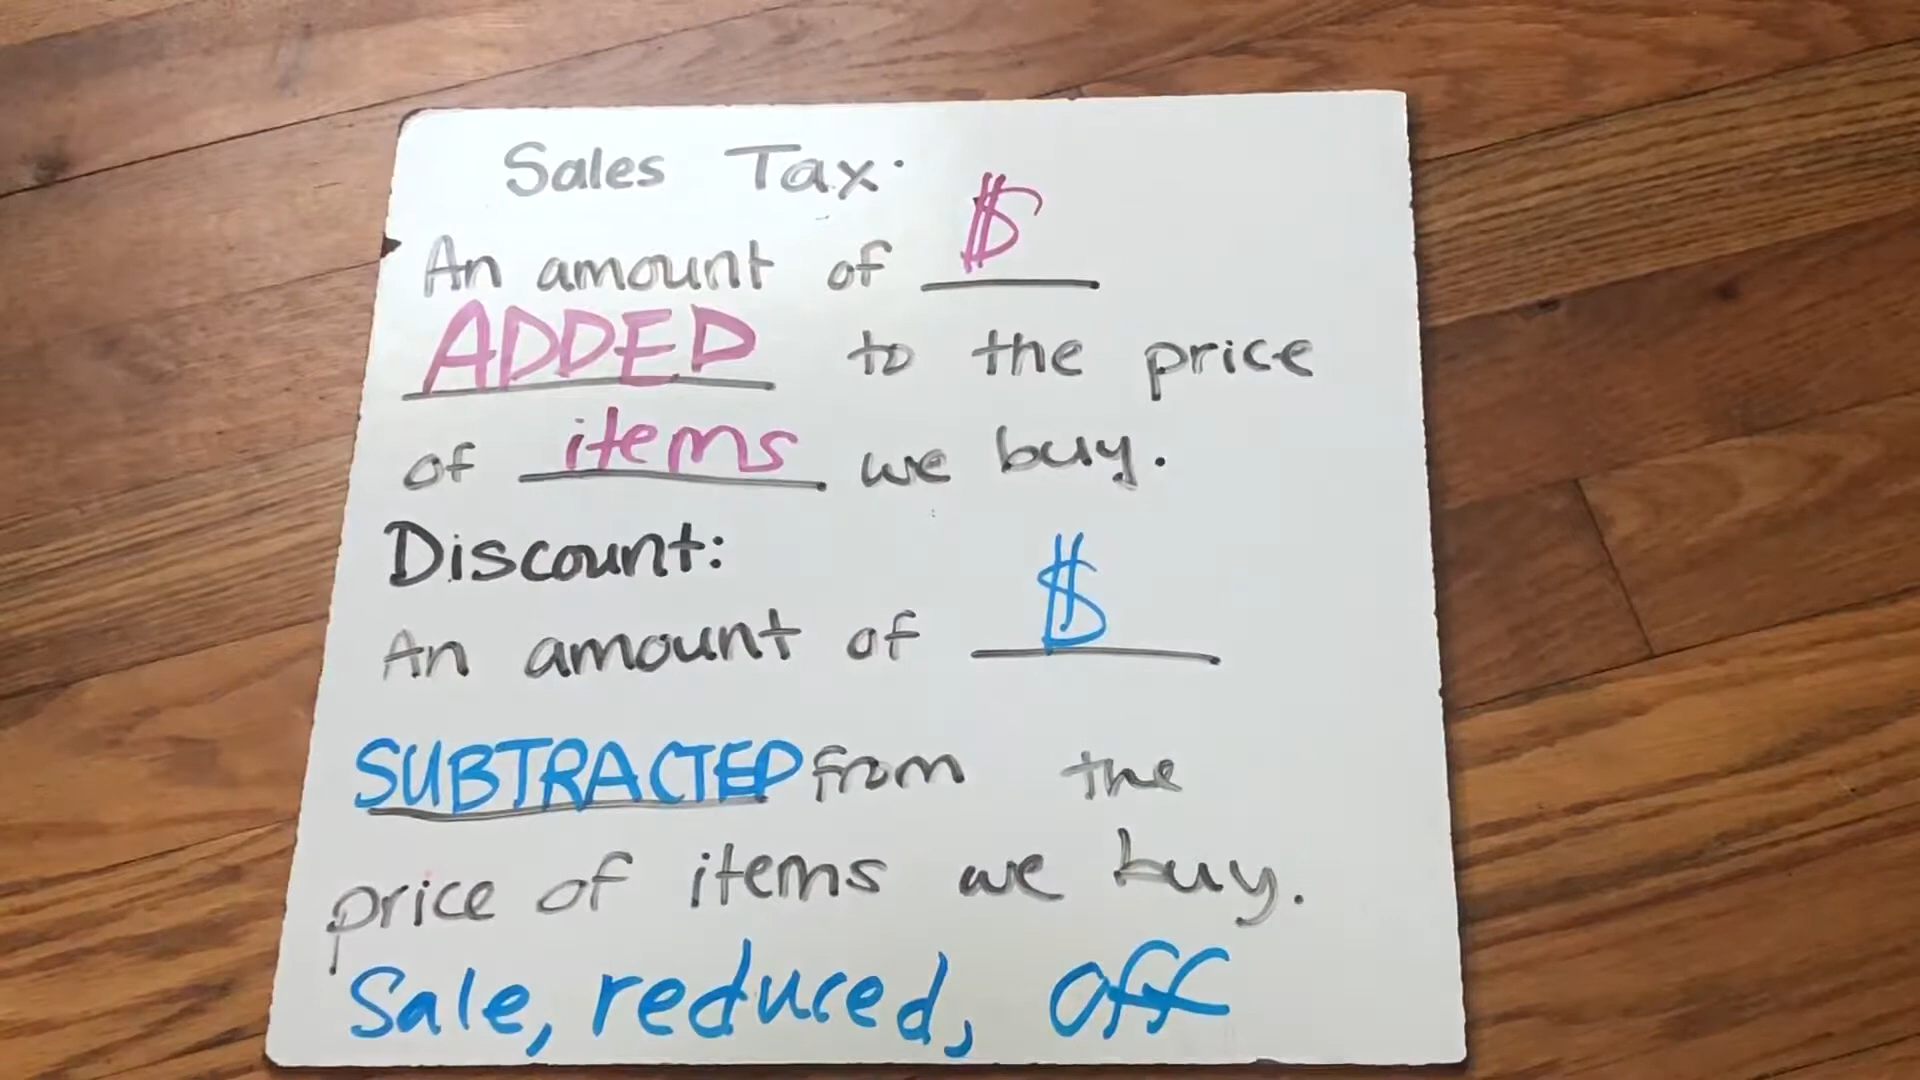 Sales Tax:
An amount of $
ADDED to the price
of items we buy.
Discount:
An amount of $
SUBTRACTED from the
price of items we buy.
Sale, reduced, off